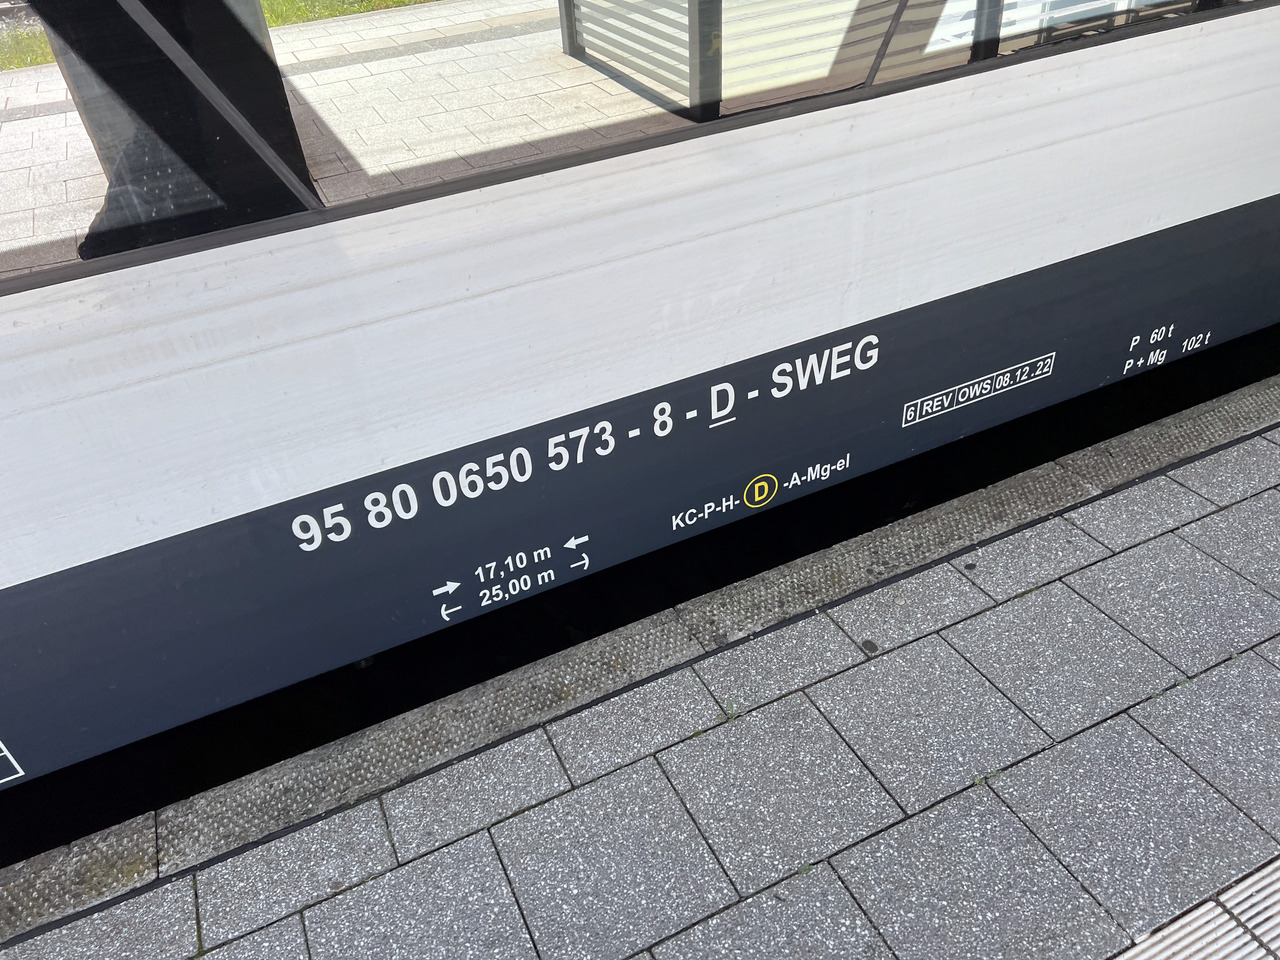 95 80 0650 573 - 8 - D - SWEG
6 REV OWS 08.12.22
P 60 t
P + Mg 102 t
KC-P-H- D -A-Mg-el
17,10 m
25,00 m